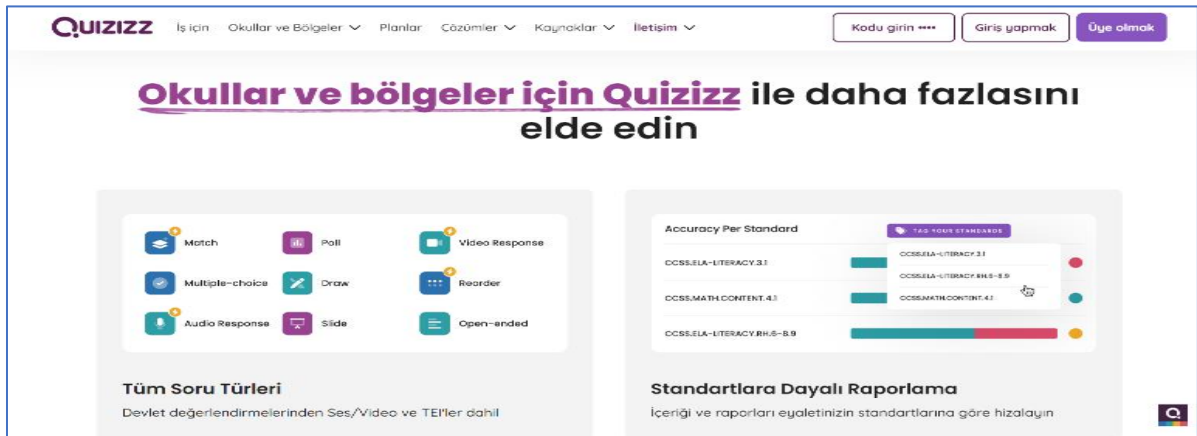 QUIZIZZ İş için Okullar ve Bölgeler Planlar Çözümler Kaynaklar İletişim Kodu girin •••• Giriş yapmak Üye olmak
Okullar ve bölgeler için Quizizz ile daha fazlasını
elde edin
Match Poll Video Response
Multiple-choice Draw Reorder
Audio Response Slide Open-ended
Tüm Soru Türleri
Devlet değerlendirmelerinden Ses/Video ve TEI'ler dahil
Accuracy Per Standard TAG YOUR STANDARDS
CCSS.ELA-LITERACY.3.1
CCSS.ELA-LITERACY.3.1
CCSS.ELA-LITERACY.RH.6-8.9
CCSS.MATH.CONTENT.4.1
CCSS.MATH.CONTENT.4.1
CCSS.ELA-LITERACY.RH.6-8.9
Standartlara Dayalı Raporlama
İçeriği ve raporları eyaletinizin standartlarına göre hizalayın
Q